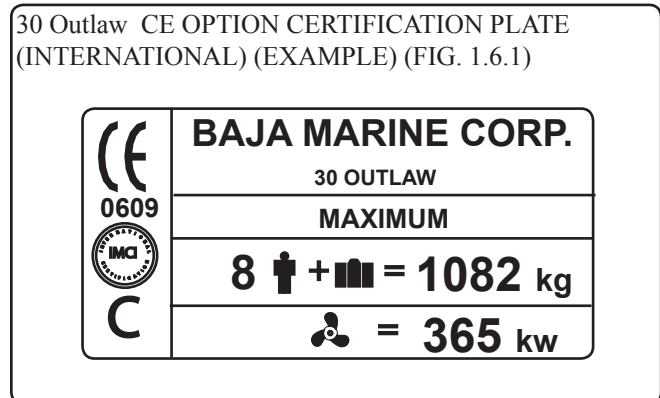 30 Outlaw CE OPTION CERTIFICATION PLATE
(INTERNATIONAL) (EXAMPLE) (FIG. 1.6.1)
CE
0609
IMCI
C
BAJA MARINE CORP.
30 OUTLAW
MAXIMUM
8 + = 1082 kg
= 365 kw